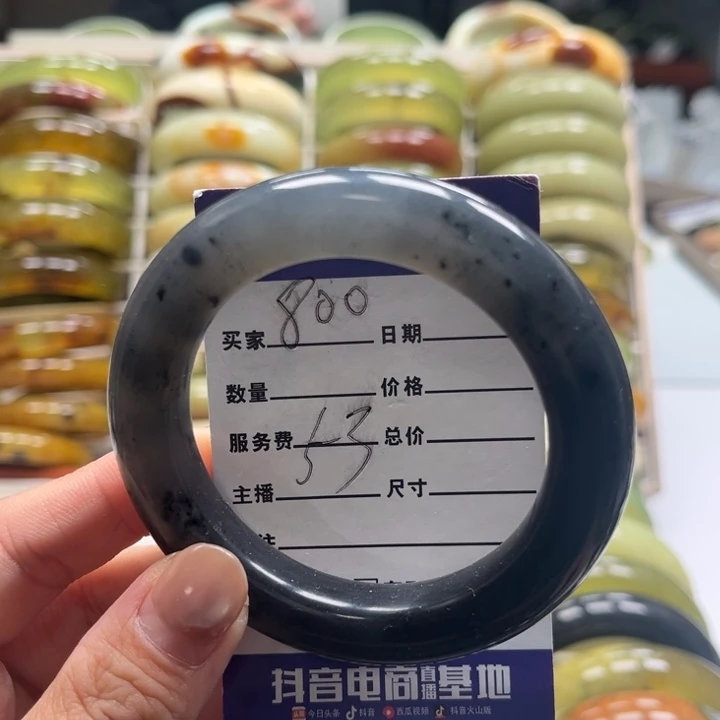 800
买家 日期
数量 价格
服务费 53 总价
主播 尺寸
注
抖音电商直播基地
今日头条 抖音 西瓜视频 抖音火山版